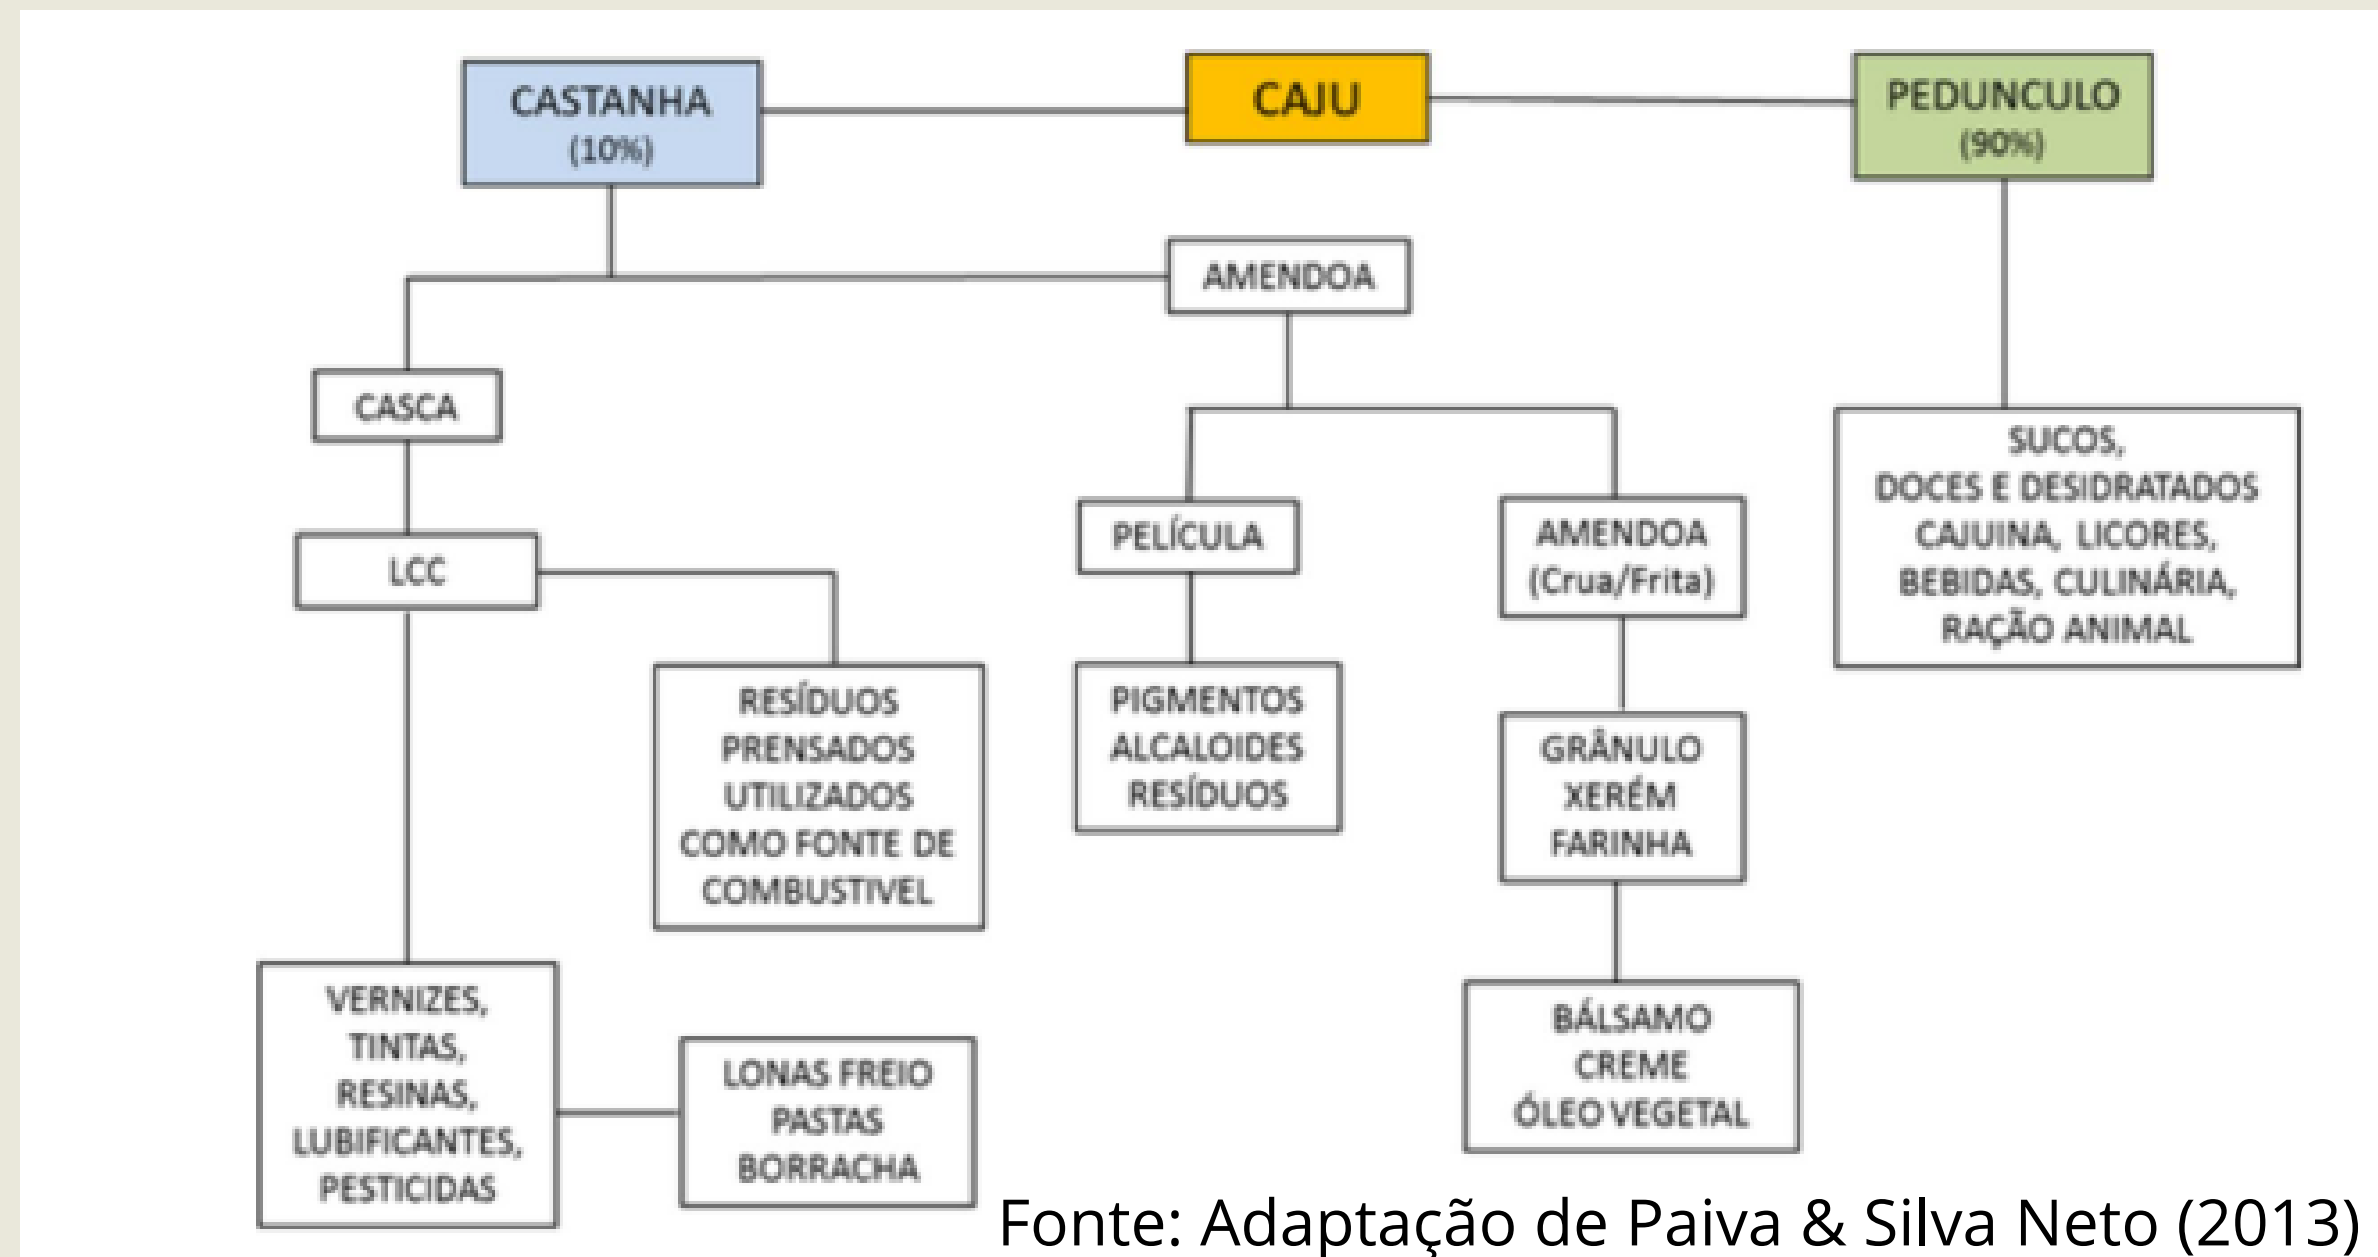 CASTANHA
(10%)
CAJU
PEDUNCULO
(90%)
AMENDOA
CASCA
LCC
PELÍCULA
AMENDOA
(Crua/Frita)
SUCOS,
DOCES E DESIDRATADOS
CAJUINA, LICORES,
BEBIDAS, CULINÁRIA,
RAÇÃO ANIMAL
RESÍDUOS
PRENSADOS
UTILIZADOS
COMO FONTE DE
COMBUSTIVEL
PIGMENTOS
ALCALOIDES
RESÍDUOS
GRÂNULO
XERÉM
FARINHA
VERNIZES,
TINTAS,
RESINAS,
LUBIFICANTES,
PESTICIDAS
LONAS FREIO
PASTAS
BORRACHA
BÁLSAMO
CREME
ÓLEO VEGETAL
Fonte: Adaptação de Paiva & Silva Neto (2013)